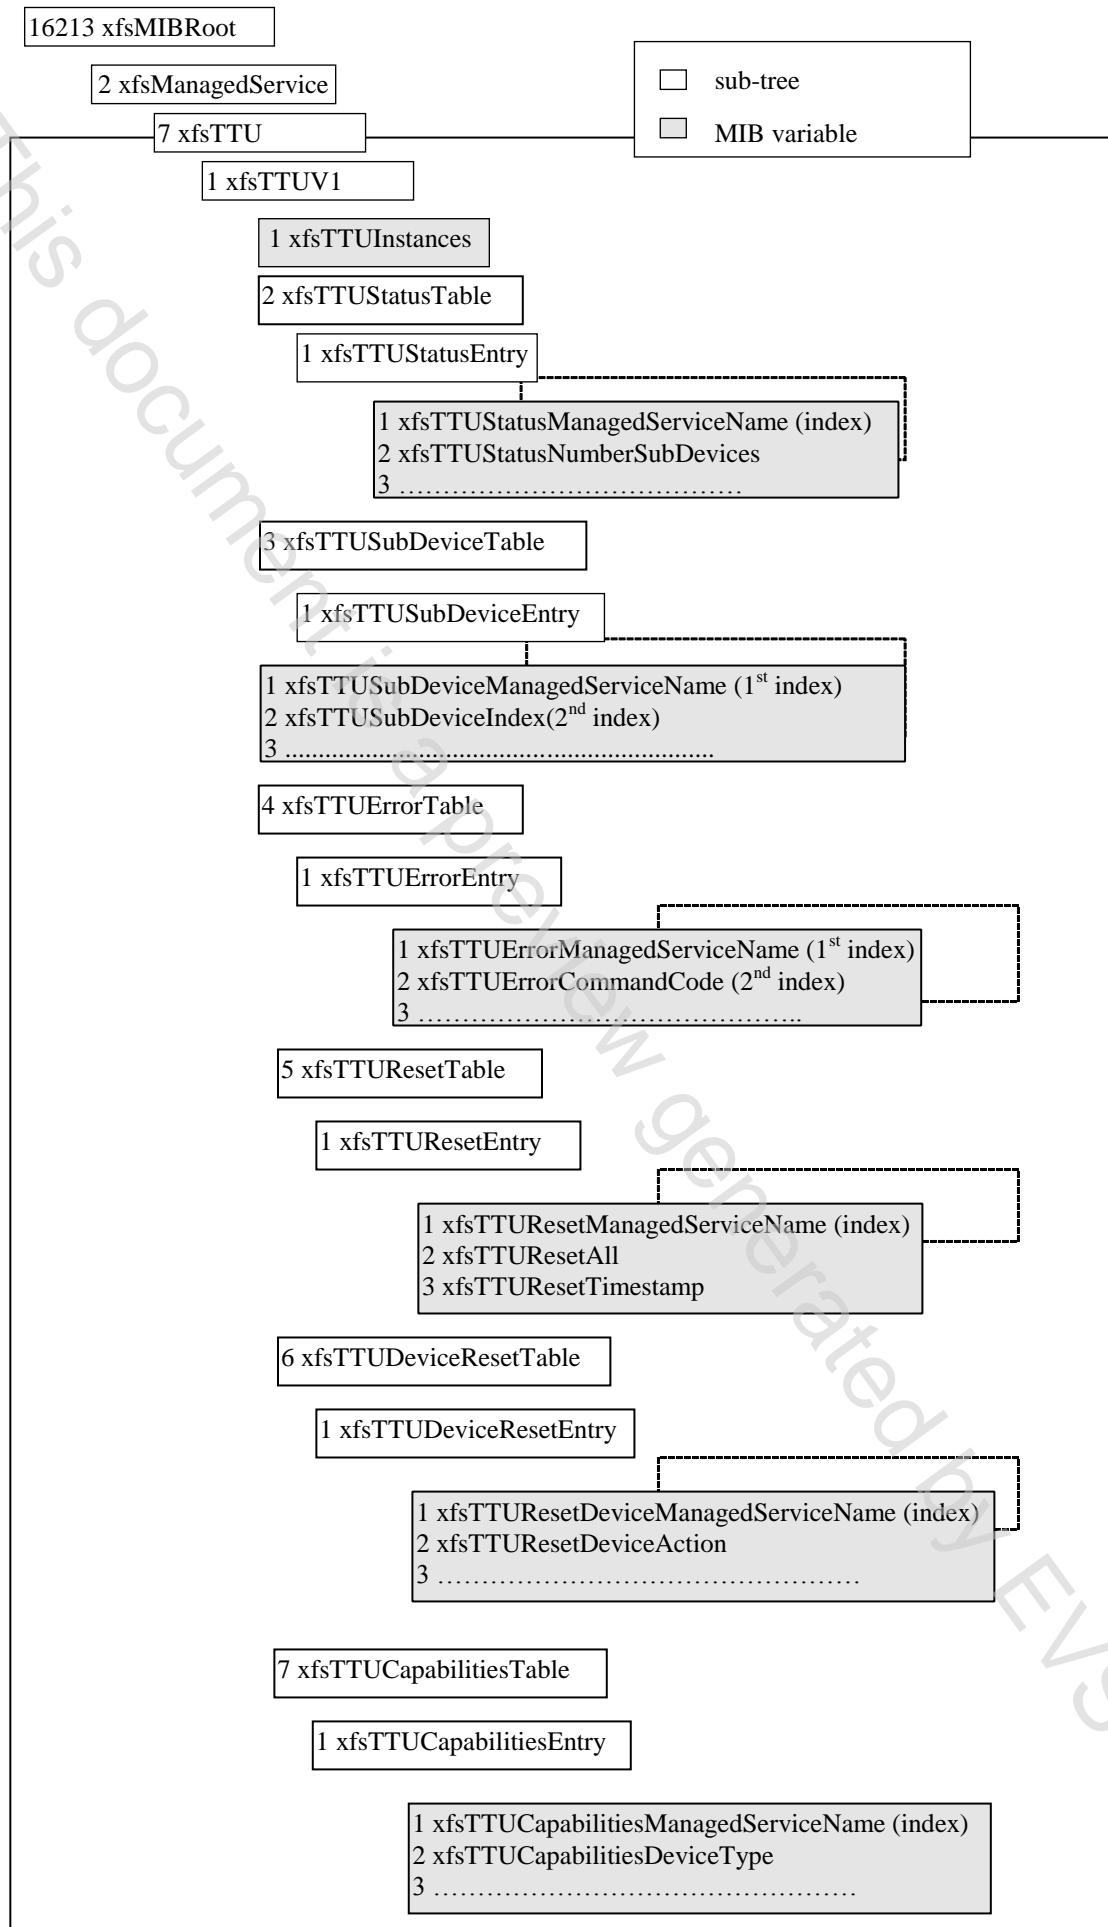 16213 xfsMIBRoot
2 xfsManagedService
sub-tree
7 xfsTTU
MIB variable
1 xfsTTUV1
1 xfsTTUInstances
2 xfsTTUStatusTable
1 xfsTTUStatusEntry
1 xfsTTUStatusManagedServiceName (index)
2 xfsTTUStatusNumberSubDevices
3 …………………………………
3 xfsTTUSubDeviceTable
1 xfsTTUSubDeviceEntry
1 xfsTTUSubDeviceManagedServiceName (1st index)
2 xfsTTUSubDeviceIndex(2nd index)
3 ......................................................
4 xfsTTUErrorTable
1 xfsTTUErrorEntry
1 xfsTTUErrorManagedServiceName (1st index)
2 xfsTTUErrorCommandCode (2nd index)
3 ……………………………………..
5 xfsTTUResetTable
1 xfsTTUResetEntry
1 xfsTTUResetManagedServiceName (index)
2 xfsTTUResetAll
3 xfsTTUResetTimestamp
6 xfsTTUDeviceResetTable
1 xfsTTUDeviceResetEntry
1 xfsTTUResetDeviceManagedServiceName (index)
2 xfsTTUResetDeviceAction
3 …………………………………………
7 xfsTTUCapabilitiesTable
1 xfsTTUCapabilitiesEntry
1 xfsTTUCapabilitiesManagedServiceName (index)
2 xfsTTUCapabilitiesDeviceType
3 …………………………………………
This document is a preview generated by EVS